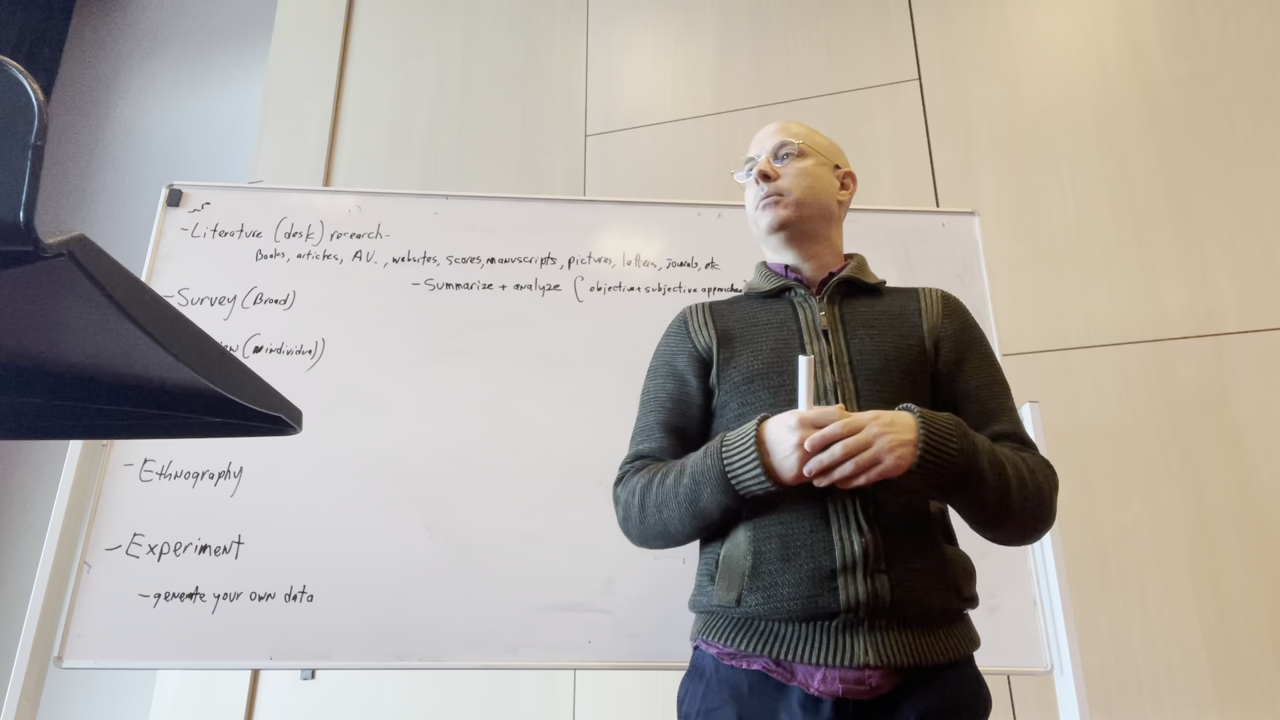 -Literature (desk) research-
Books, articles, AV., websites, scores, manuscripts, pictures, letters, journals, etc
-Summarize + analyze (objective + subjective
-Survey (Broad)
(individual)
-Ethnography
-Experiment
-generate your own data